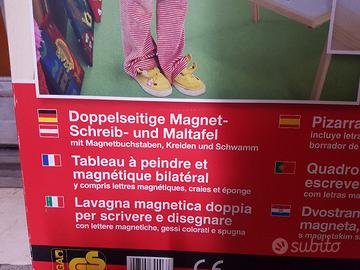 Doppelseitige Magnet-
Schreib- und Maltafel
mit Magnetbuchstaben, Kreiden und Schwamm
Tableau à peindre et
magnétique bilatéral
y compris lettres magnétiques, craies et éponge
Lavagna magnetica doppia
per scrivere e disegnare
con lettere magnetiche, gessi colorati e spugna
Pizarra
incluye letra
borrador de
Quadro
escreve
com letras ma
Dvostran
magneta,
s magnetskim
subito
GS
CE